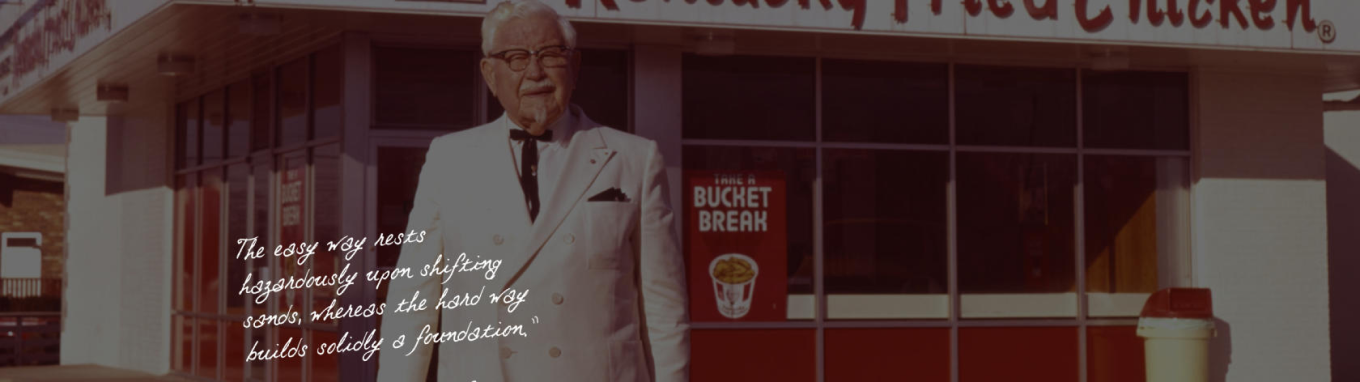 Kentucky Fried Chicken®
TAKE A
BUCKET
BREAK
The easy way rests
hazardously upon shifting
sands, whereas the hard way
builds solidly a foundation."